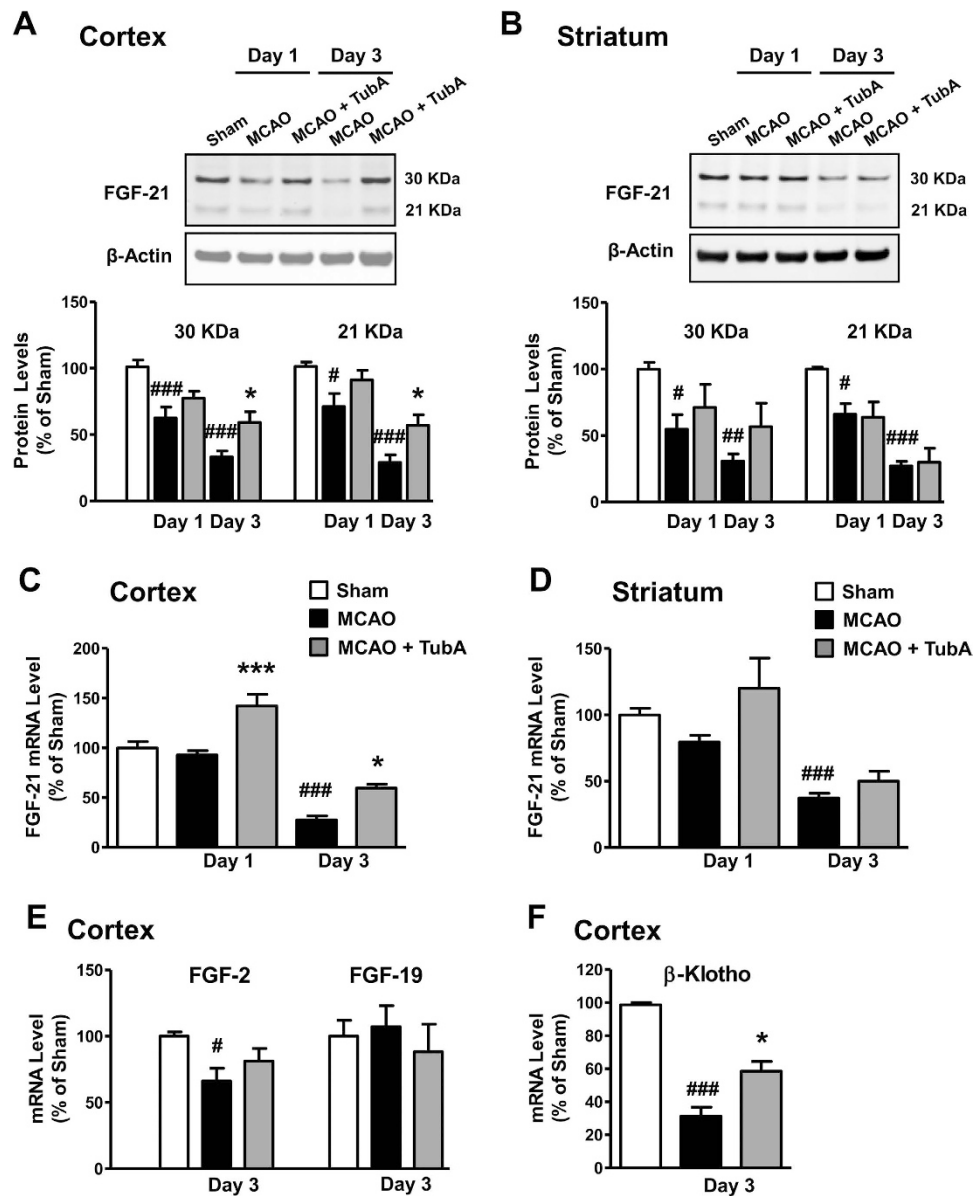 A Cortex
Day 1 Day 3
Sham MCAO MCAO + TubA MCAO MCAO + TubA
FGF-21
30 KDa
21 KDa
β-Actin
Protein Levels
(% of Sham)
150
100
50
0
30 KDa 21 KDa
### ### * # ### *
Day 1 Day 3 Day 1 Day 3
B Striatum
Day 1 Day 3
Sham MCAO MCAO + TubA MCAO MCAO + TubA
FGF-21
30 KDa
21 KDa
β-Actin
Protein Levels
(% of Sham)
150
100
50
0
30 KDa 21 KDa
# ## # ###
Day 1 Day 3 Day 1 Day 3
C Cortex
Sham
MCAO
MCAO + TubA
FGF-21 mRNA Level
(% of Sham)
200
150
100
50
0
*** ### *
Day 1 Day 3
D Striatum
Sham
MCAO
MCAO + TubA
FGF-21 mRNA Level
(% of Sham)
150
100
50
0
###
Day 1 Day 3
E Cortex
mRNA Level
(% of Sham)
150
100
50
0
FGF-2 FGF-19
#
Day 3 Day 3
F Cortex
β-Klotho
mRNA Level
(% of Sham)
120
100
80
60
40
20
0
### *
Day 3